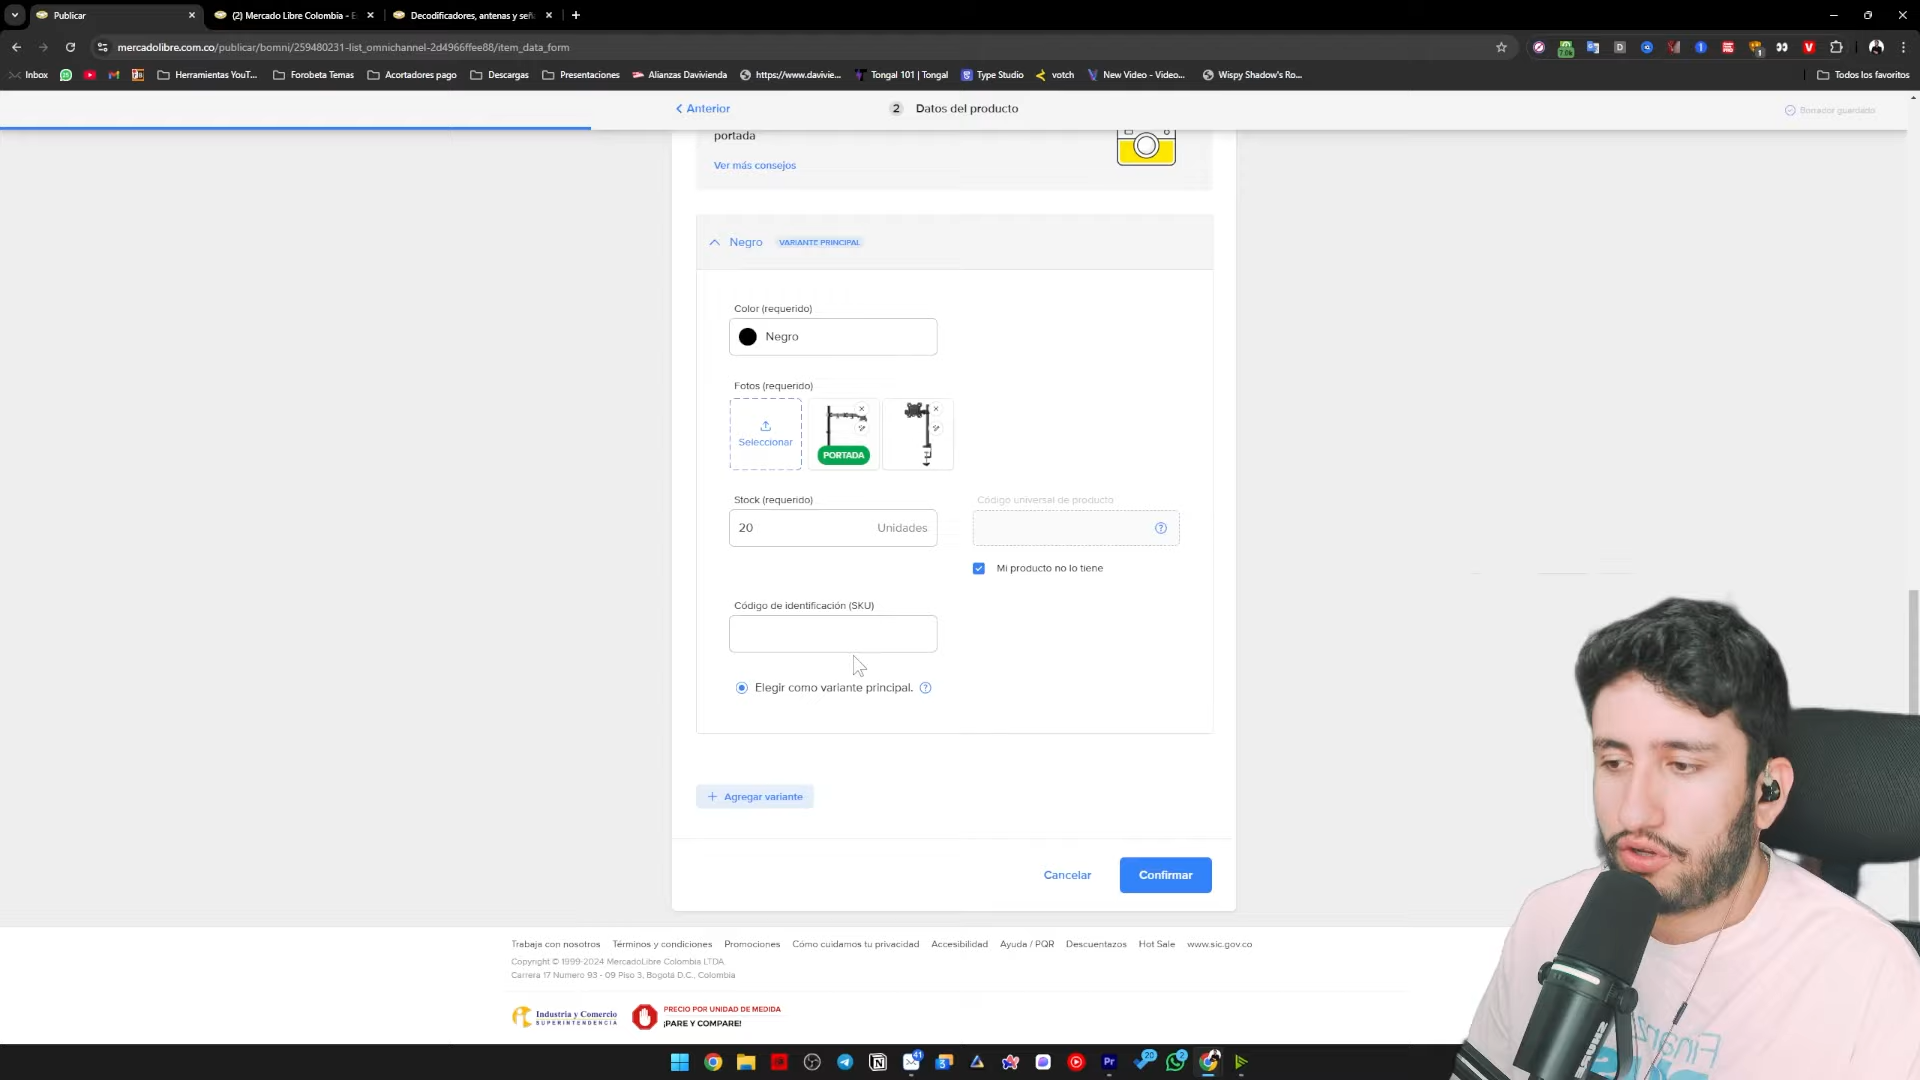 Publicar
(2) Mercado Libre Colombia - E
Decodificadores, antenas y señ
mercadolibre.com.co/publicar/bomni/259480231-list_omnichannel-2d4966ffee88/item_data_form
Inbox
Herramientas YouT...
Forobeta Temas
Acortadores pago
Descargas
Presentaciones
Alianzas Davivienda
https://www.davivie...
Tongal 101 | Tongal
Type Studio
votch
New Video - Video...
Wispy Shadow's Ro...
Todos los favoritos
Anterior
2 Datos del producto
Borrador guardado
portada
Ver más consejos
Negro VARIANTE PRINCIPAL
Color (requerido)
Negro
Fotos (requerido)
Seleccionar
PORTADA
Stock (requerido)
Código universal de producto
20 Unidades
Mi producto no lo tiene
Código de identificación (SKU)
Elegir como variante principal.
+ Agregar variante
Cancelar
Confirmar
Trabaja con nosotros Términos y condiciones Promociones Cómo cuidamos tu privacidad Accesibilidad Ayuda / PQR Descuentazos Hot Sale www.sic.gov.co
Copyright © 1999-2024 MercadoLibre Colombia LTDA.
Carrera 17 Numero 93 - 09 Piso 3, Bogotá D.C., Colombia
Industria y Comercio
SUPERINTENDENCIA
PRECIO POR UNIDAD DE MEDIDA
¡PARE Y COMPARE!